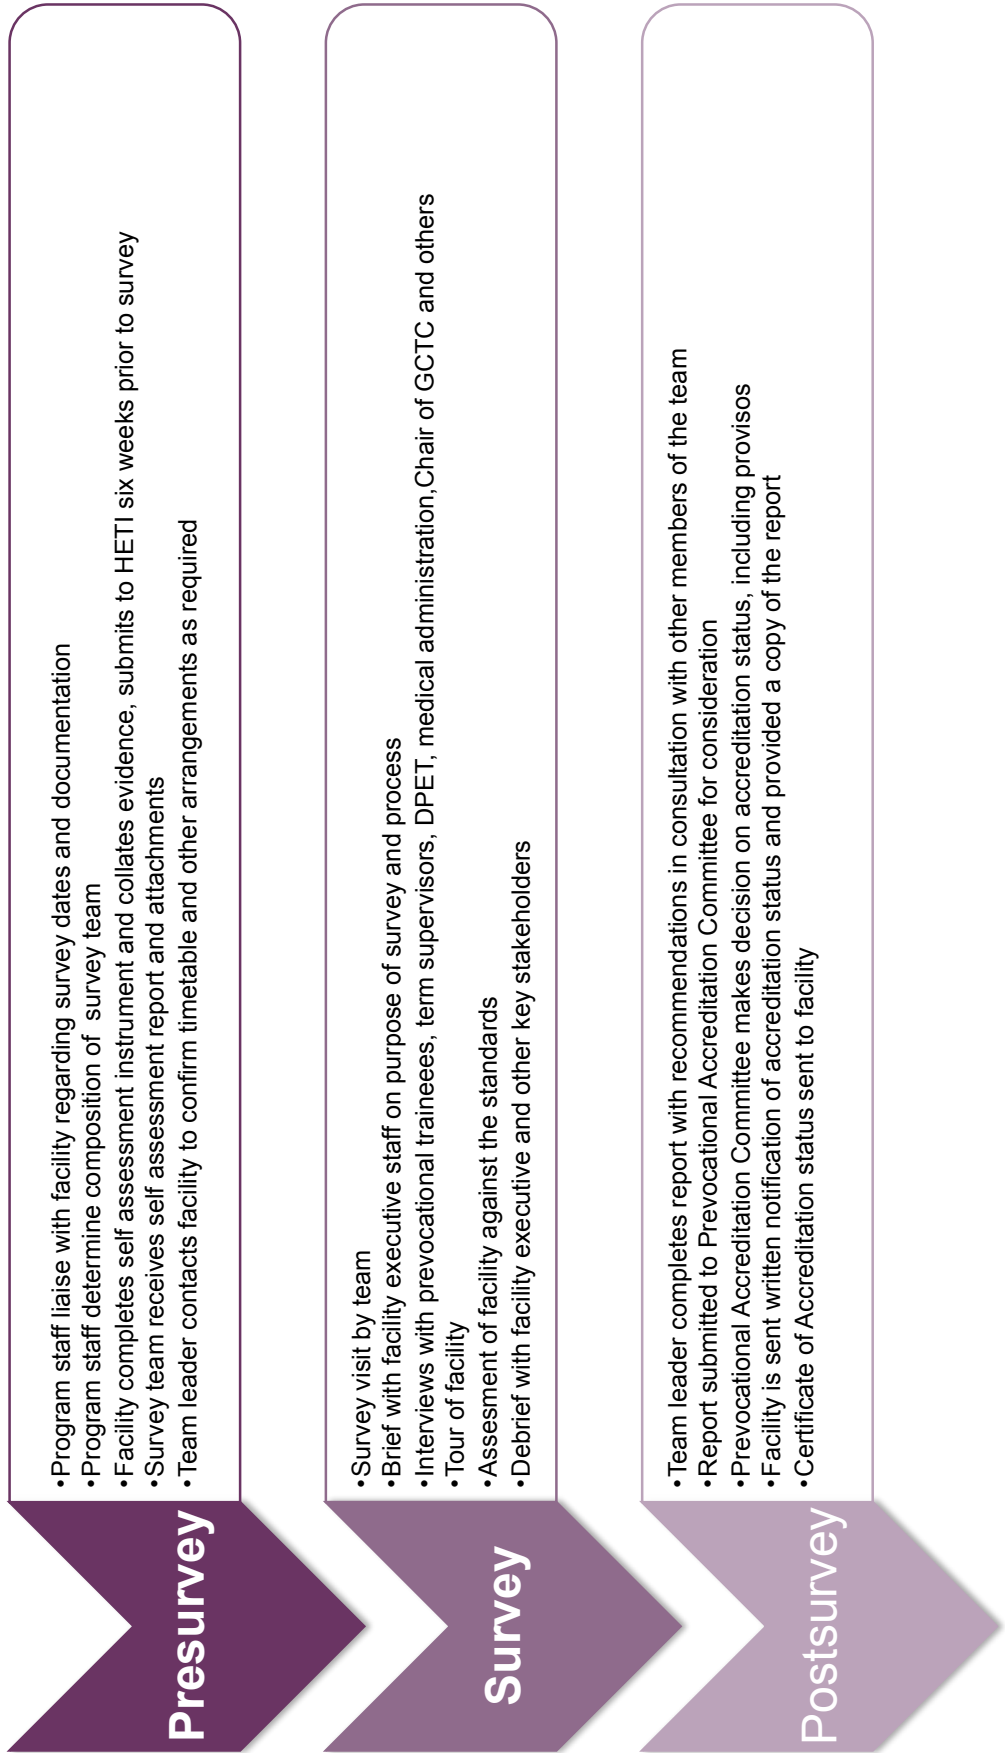 Presurvey
•Program staff liaise with facility regarding survey dates and documentation
•Program staff determine composition of survey team
•Facility completes self assessment instrument and collates evidence, submits to HETI six weeks prior to survey
•Survey team receives self assessment report and attachments
•Team leader contacts facility to confirm timetable and other arrangements as required
Survey
•Survey visit by team
•Brief with facility executive staff on purpose of survey and process
•Interviews with prevocational traineees, term supervisors, DPET, medical administration,Chair of GCTC and others
•Tour of facility
•Assesment of facility against the standards
•Debrief with facility executive and other key stakeholders
Postsurvey
•Team leader completes report with recommendations in consultation with other members of the team
•Report submitted to Prevocational Accreditation Committee for consideration
•Prevocational Accreditation Committee makes decision on accreditation status, including provisos
•Facility is sent written notification of accreditation status and provided a copy of the report
•Certificate of Accreditation status sent to facility